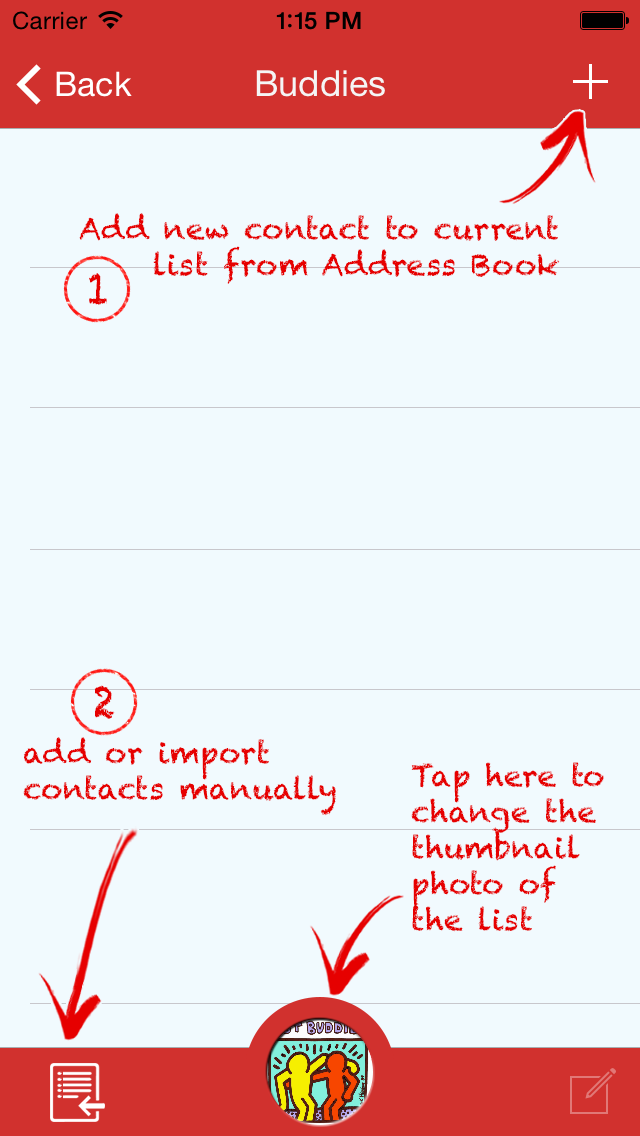 Carrier 1:15 PM
Back Buddies
Add new contact to current
list from Address Book
1
2
add or import
contacts manually
Tap here to
change the
thumbnail
photo of
the list